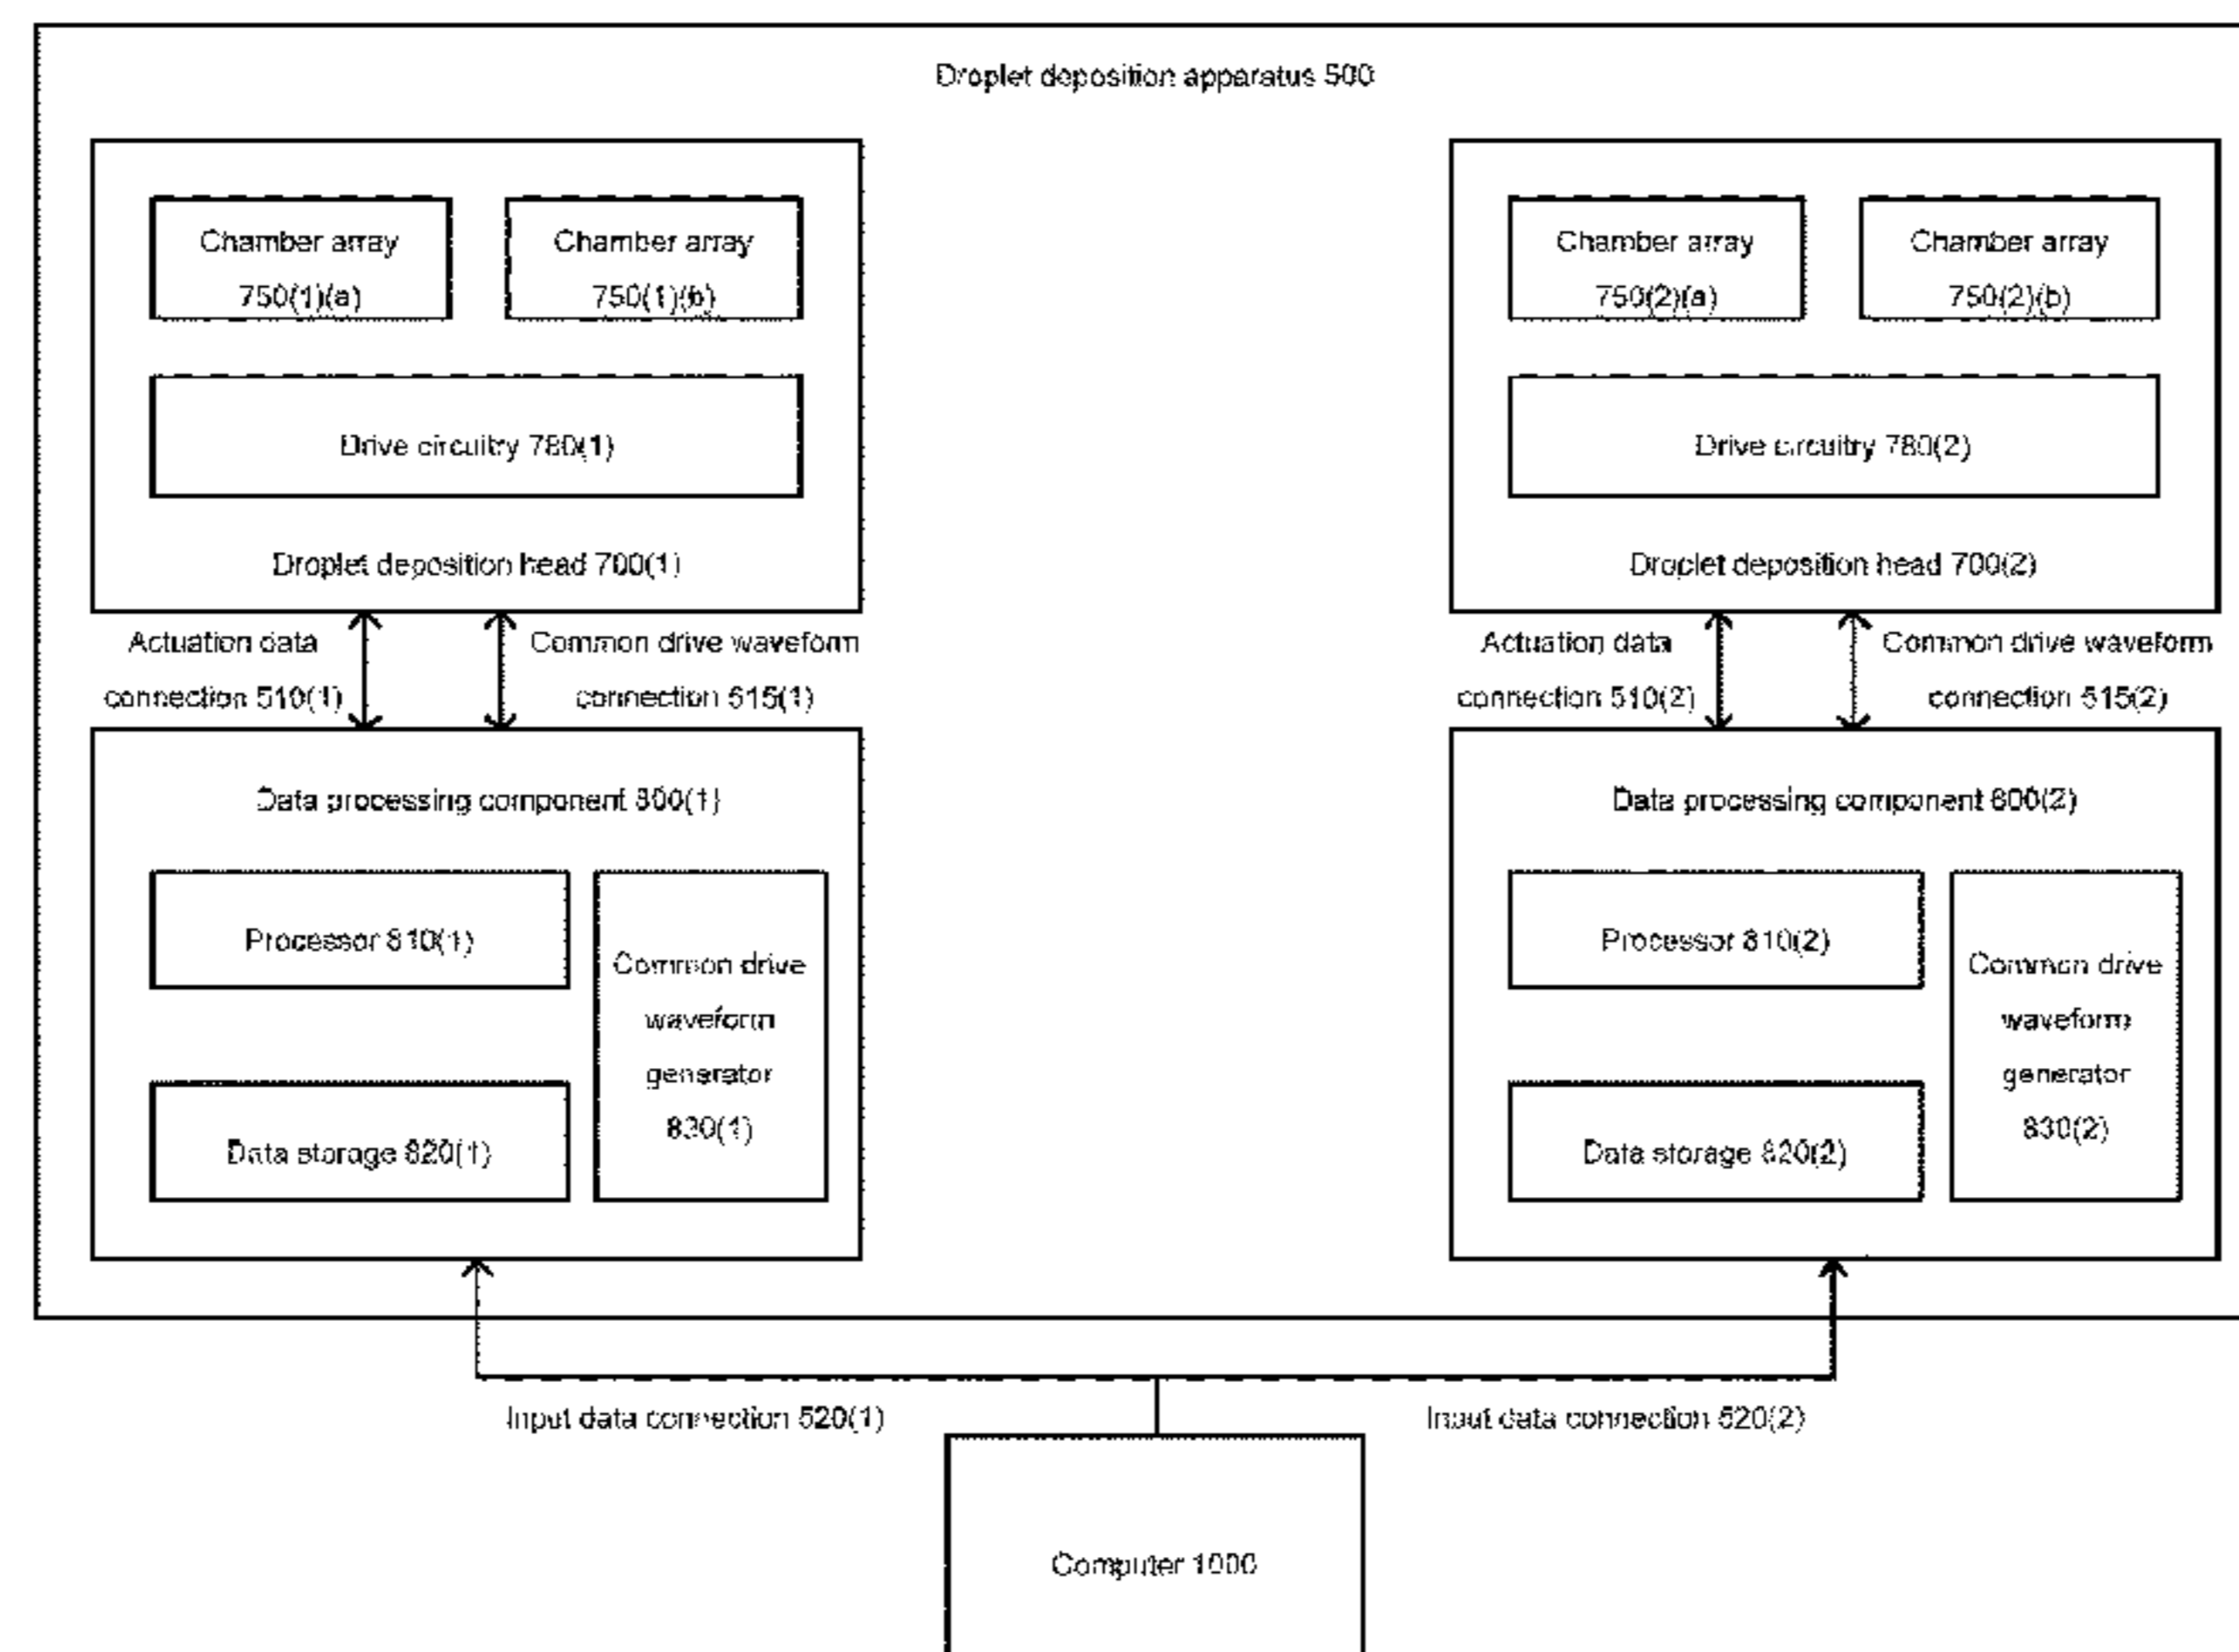 Droplet deposition apparatus 500
Chamber array
750(1)(a)
Chamber array
750(1)(b)
Drive circuitry 780(1)
Droplet deposition head 700(1)
Chamber array
750(2)(a)
Chamber array
750(2)(b)
Drive circuitry 780(2)
Droplet deposition head 700(2)
Actuation data
connection 510(1)
Common drive waveform
connection 515(1)
Actuation data
connection 510(2)
Common drive waveform
connection 515(2)
Data processing component 800(1)
Processor 810(1)
Data storage 820(1)
Common drive
waveform
generator
830(1)
Data processing component 800(2)
Processor 810(2)
Data storage 820(2)
Common drive
waveform
generator
830(2)
Input data connection 520(1)
Input data connection 520(2)
Computer 1000